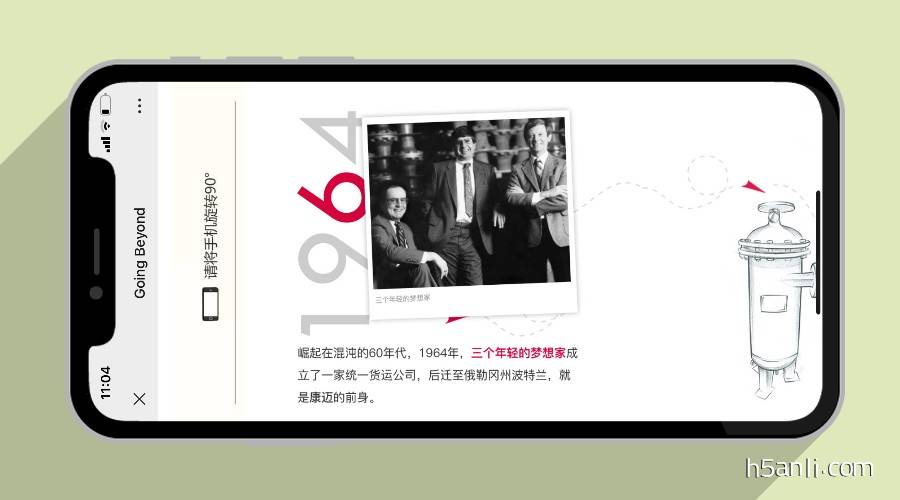 11:04
Going Beyond
请将手机旋转90°
1964
三个年轻的梦想家
崛起在混沌的60年代，1964年，三个年轻的梦想家成
立了一家统一货运公司，后迁至俄勒冈州波特兰，就
是康迈的前身。
h5anli.com